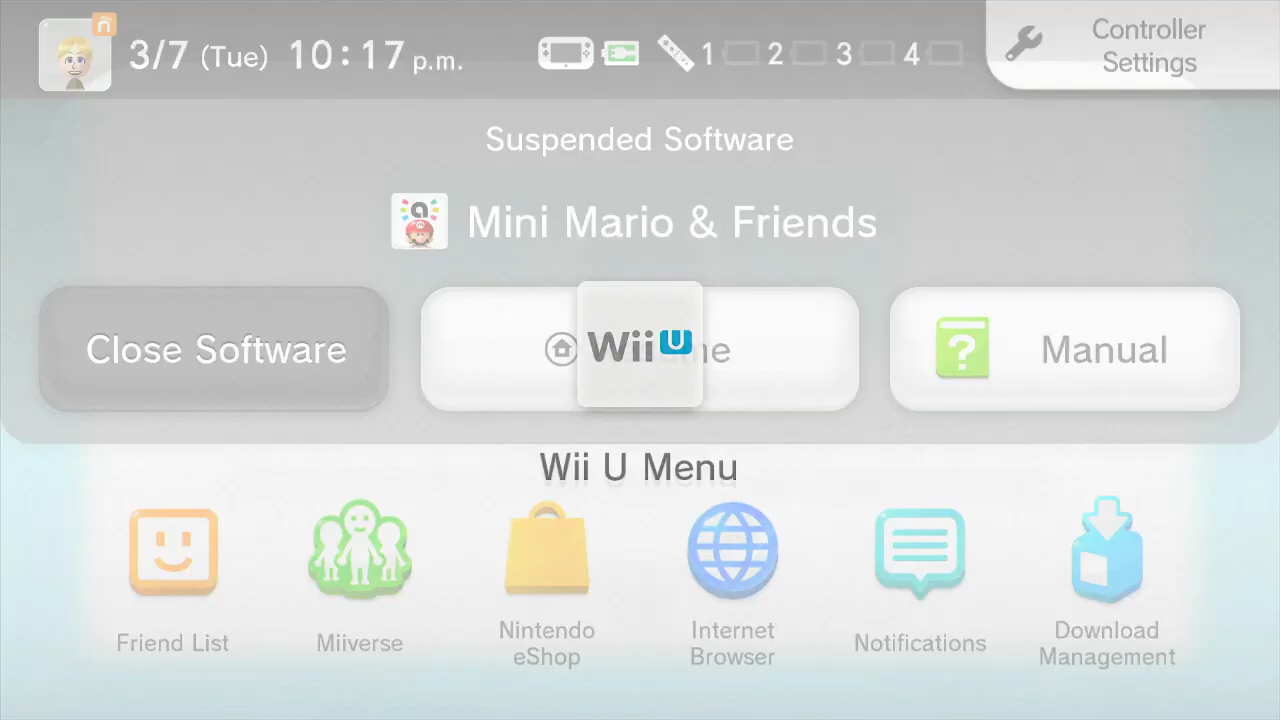 3/7 (Tue) 10:17 p.m.
1 2 3 4
Controller
Settings
Suspended Software
a
Mini Mario & Friends
Close Software
Wii U
me
? Manual
Wii U Menu
Friend List
Miiverse
Nintendo
eShop
Internet
Browser
Notifications
Download
Management